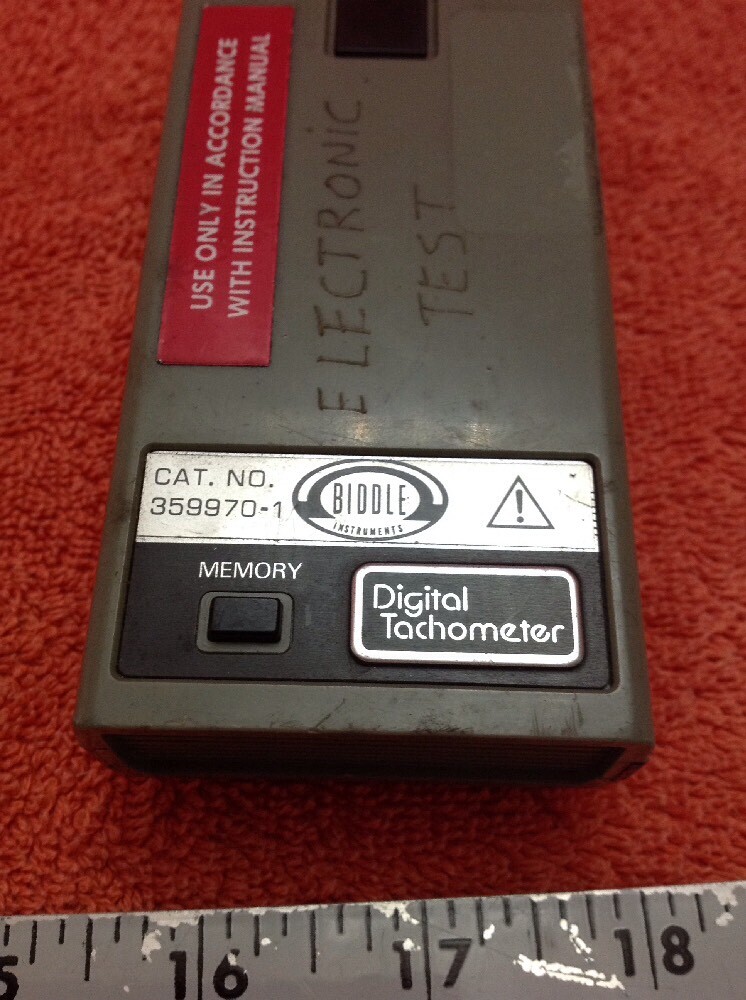 USE ONLY IN ACCORDANCE
WITH INSTRUCTION MANUAL
ELECTRONIC
TEST
CAT. NO.
359970-1
BIDDLE
INSTRUMENTS
MEMORY
Digital
Tachometer
5
16
17
18